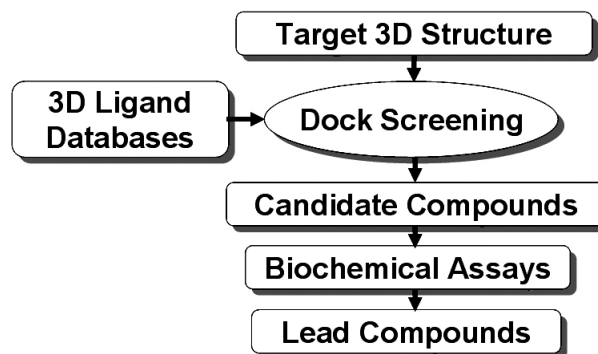 Target 3D Structure
3D Ligand
Databases
Dock Screening
Candidate Compounds
Biochemical Assays
Lead Compounds